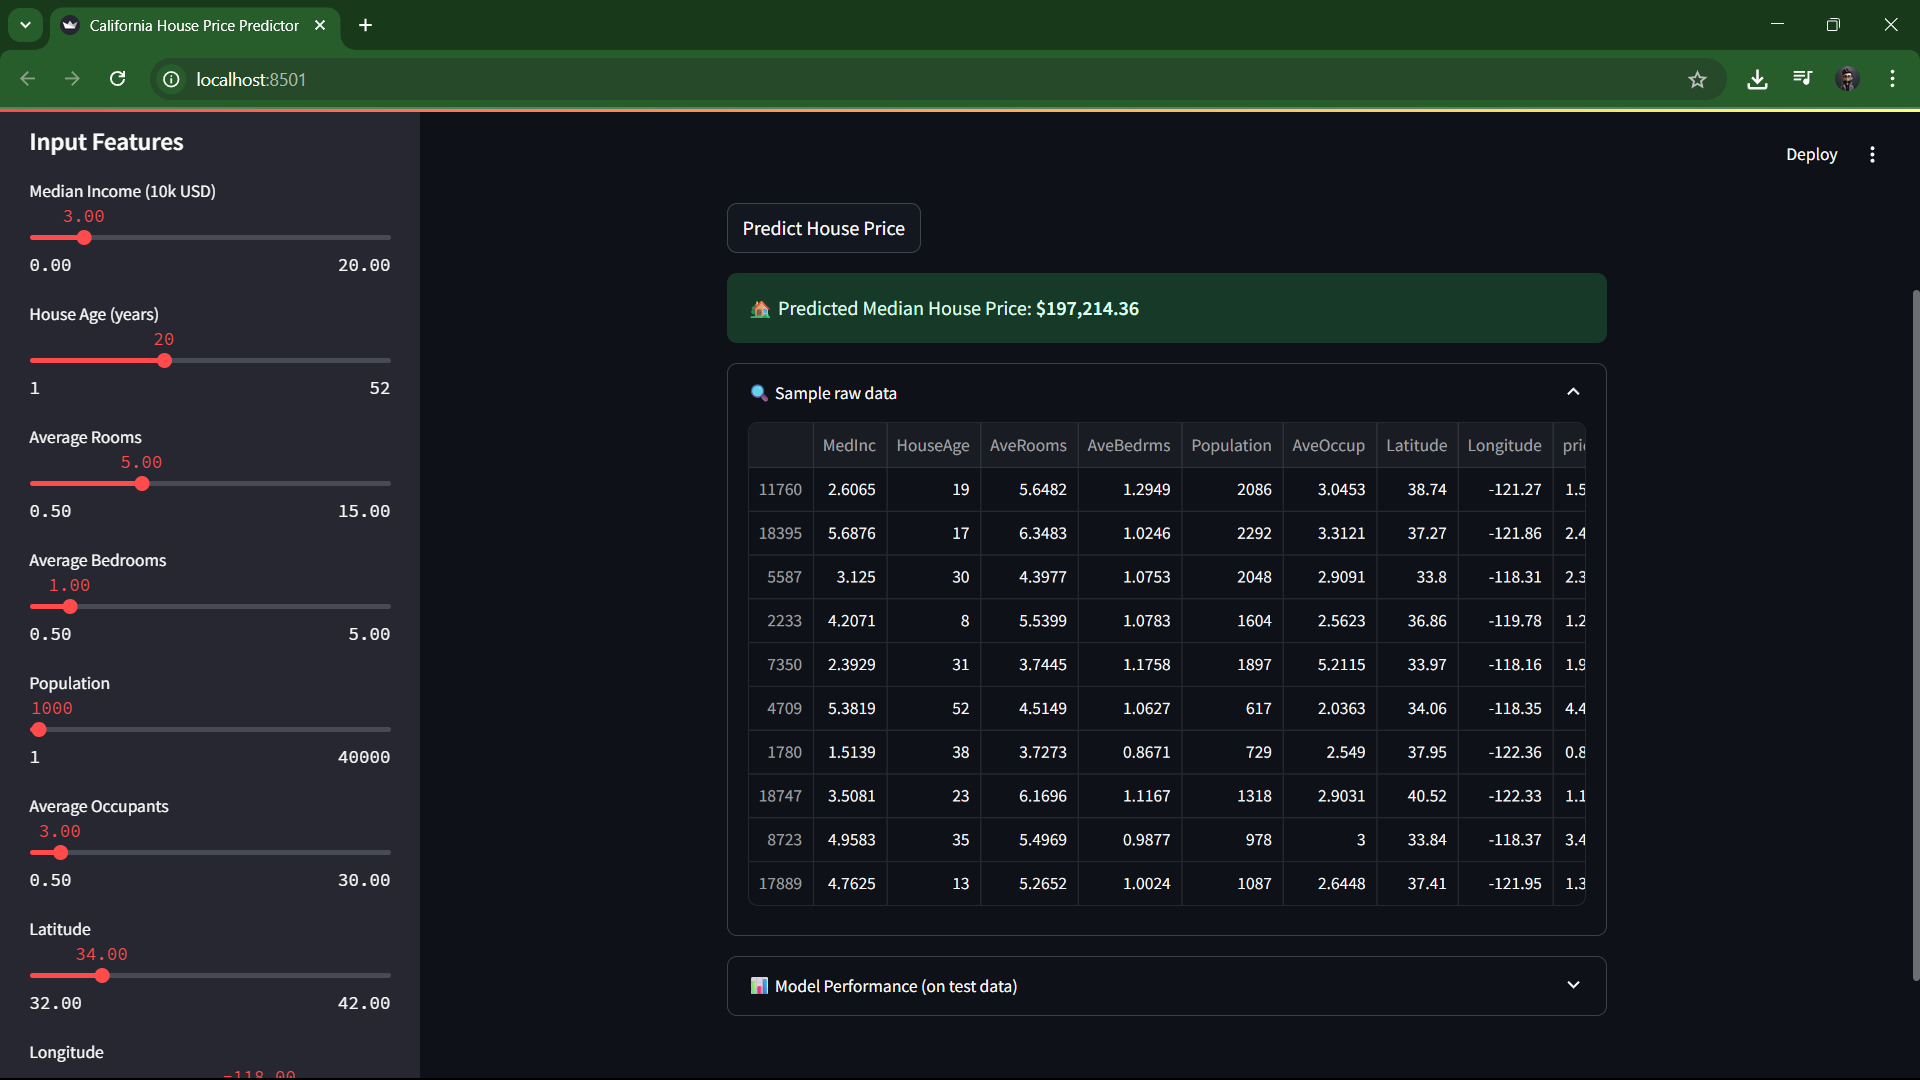 California House Price Predictor
localhost:8501
Input Features
Median Income (10k USD)
3.00
0.00 20.00
House Age (years)
20
1 52
Average Rooms
5.00
0.50 15.00
Average Bedrooms
1.00
0.50 5.00
Population
1000
1 40000
Average Occupants
3.00
0.50 30.00
Latitude
34.00
32.00 42.00
Longitude
-118.00
Deploy
Predict House Price
Predicted Median House Price: $197,214.36
Sample raw data
MedInc HouseAge AveRooms AveBedrms Population AveOccup Latitude Longitude
11760 2.6065 19 5.6482 1.2949 2086 3.0453 38.74 -121.27 1.5
18395 5.6876 17 6.3483 1.0246 2292 3.3121 37.27 -121.86 2.4
5587 3.125 30 4.3977 1.0753 2048 2.9091 33.8 -118.31 2.3
2233 4.2071 8 5.5399 1.0783 1604 2.5623 36.86 -119.78 1.2
7350 2.3929 31 3.7445 1.1758 1897 5.2115 33.97 -118.16 1.9
4709 5.3819 52 4.5149 1.0627 617 2.0363 34.06 -118.35 4.4
1780 1.5139 38 3.7273 0.8671 729 2.549 37.95 -122.36 0.8
18747 3.5081 23 6.1696 1.1167 1318 2.9031 40.52 -122.33 1.1
8723 4.9583 35 5.4969 0.9877 978 3 33.84 -118.37 3.4
17889 4.7625 13 5.2652 1.0024 1087 2.6448 37.41 -121.95 1.3
Model Performance (on test data)